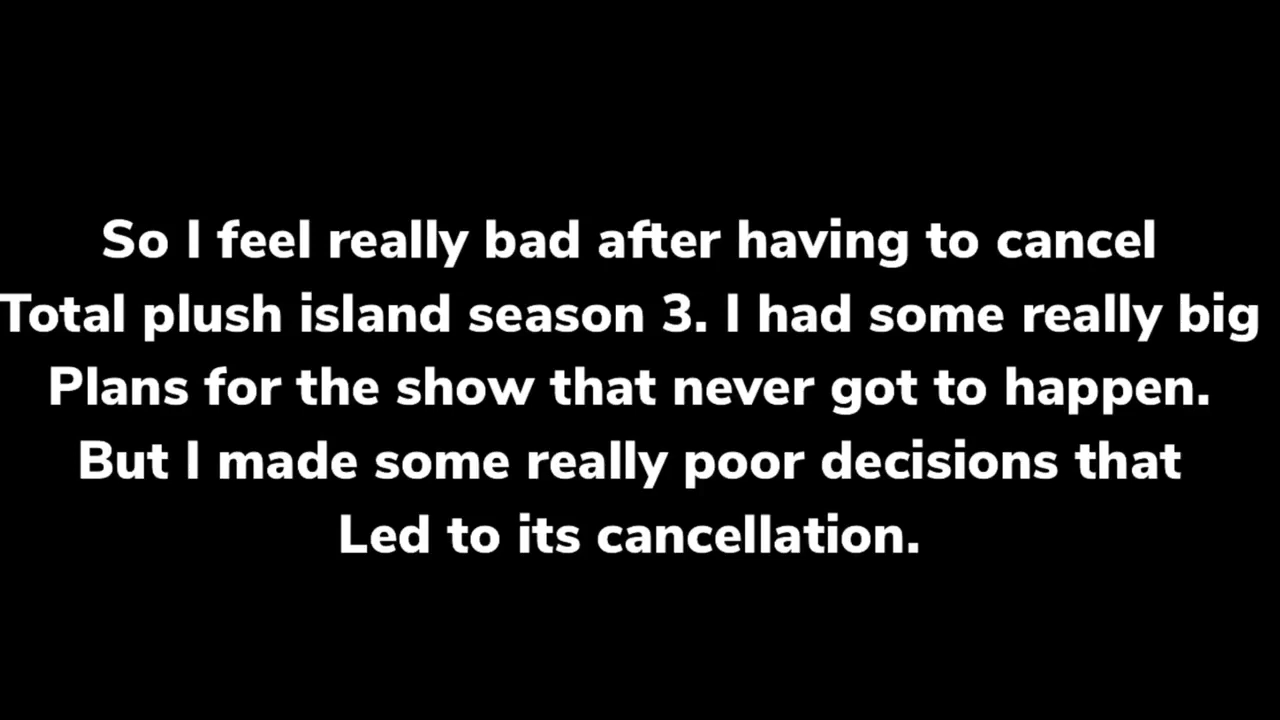 So I feel really bad after having to cancel
Total plush island season 3. I had some really big
Plans for the show that never got to happen.
But I made some really poor decisions that
Led to its cancellation.